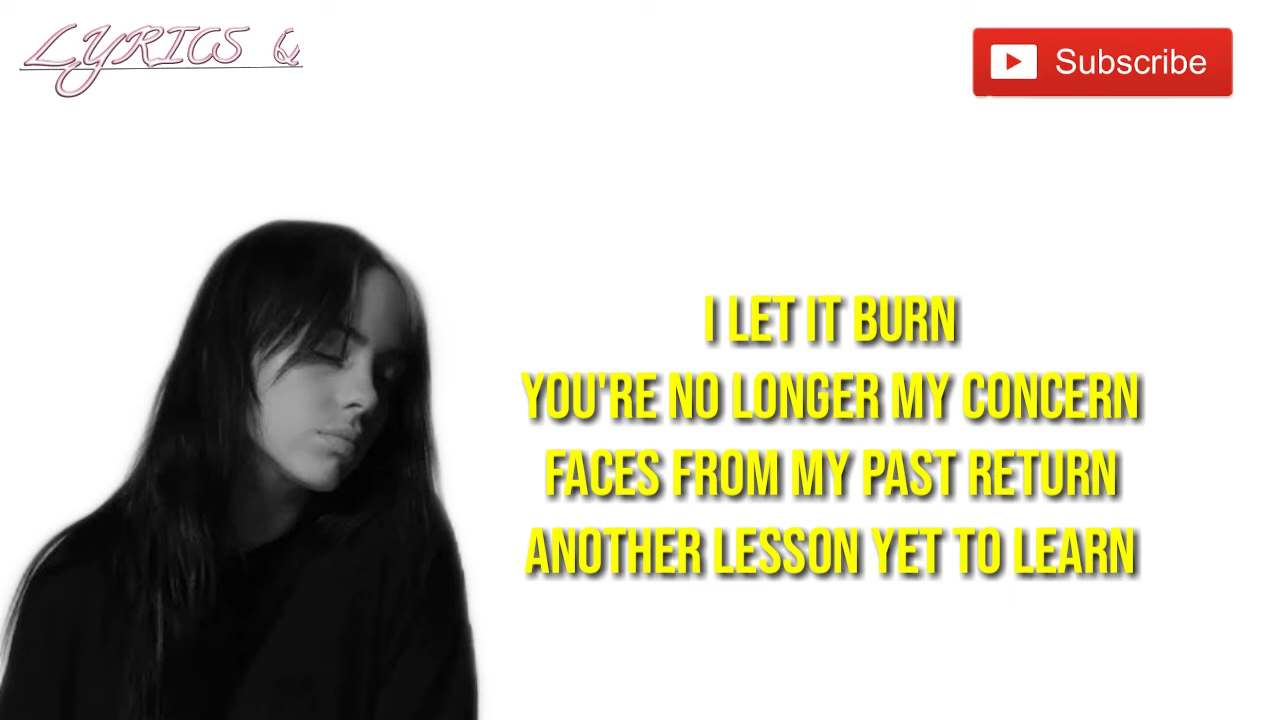 LYRICS Q
Subscribe
I LET IT BURN
YOU'RE NO LONGER MY CONCERN
FACES FROM MY PAST RETURN
ANOTHER LESSON YET TO LEARN